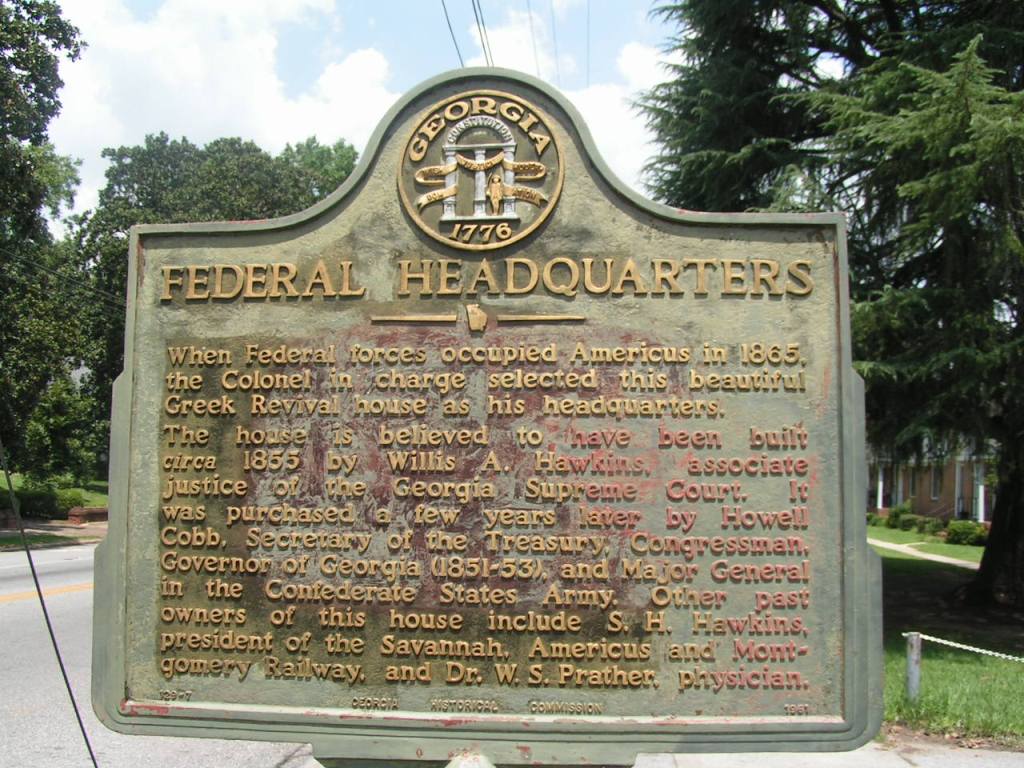 GEORGIA
CONSTITUTION
1776
FEDERAL HEADQUARTERS
When Federal forces occupied Americus in 1865,
the Colonel in charge selected this beautiful
Greek Revival house as his headquarters.
The house is believed to have been built
circa 1855 by Willis A. Hawkins, associate
justice of the Georgia Supreme Court. It
was purchased a few years later by Howell
Cobb, Secretary of the Treasury, Congressman,
Governor of Georgia (1851-53), and Major General
in the Confederate States Army. Other past
owners of this house include S. H. Hawkins,
president of the Savannah, Americus and Mont-
gomery Railway, and Dr. W. S. Prather, physician.
129-7 GEORGIA HISTORICAL COMMISSION